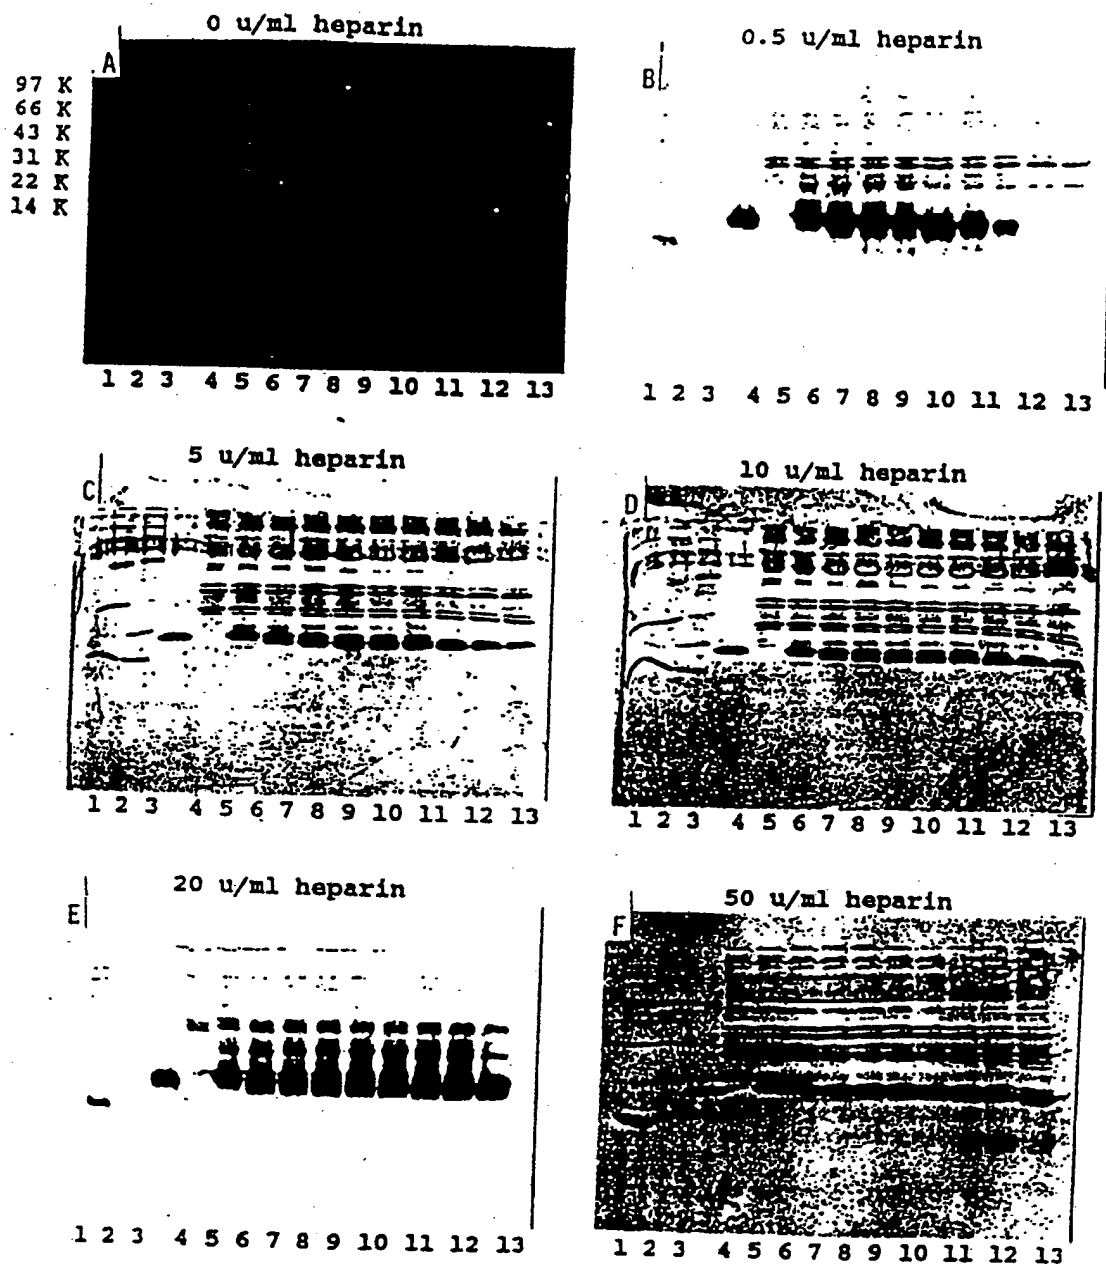 0 u/ml heparin
A
97 K
66 K
43 K
31 K
22 K
14 K
1 2 3 4 5 6 7 8 9 10 11 12 13
0.5 u/ml heparin
B
1 2 3 4 5 6 7 8 9 10 11 12 13
5 u/ml heparin
C
1 2 3 4 5 6 7 8 9 10 11 12 13
10 u/ml heparin
D
1 2 3 4 5 6 7 8 9 10 11 12 13
20 u/ml heparin
E
1 2 3 4 5 6 7 8 9 10 11 12 13
50 u/ml heparin
F
1 2 3 4 5 6 7 8 9 10 11 12 13